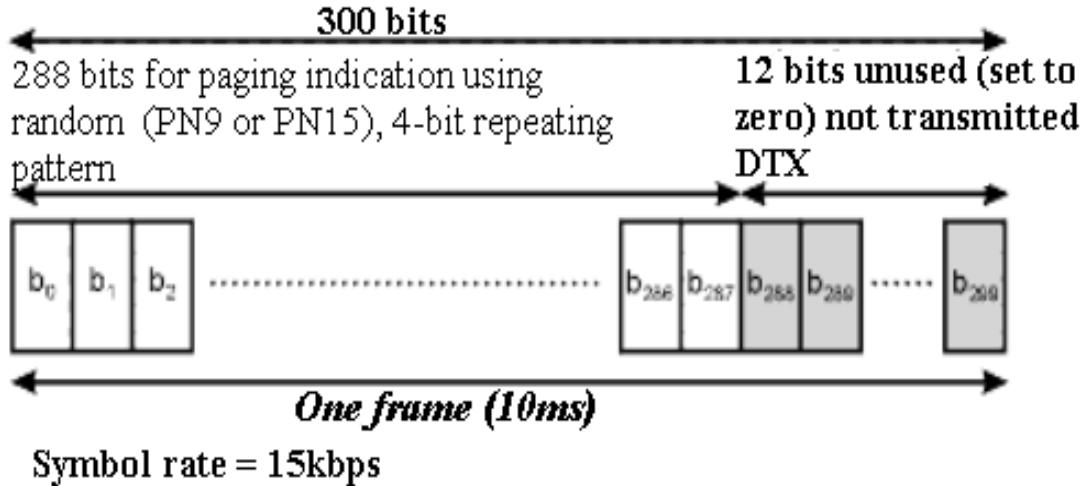 300 bits
288 bits for paging indication using
random (PN9 or PN15), 4-bit repeating
pattern
12 bits unused (set to
zero) not transmitted
DTX
b0 b1 b2 b286 b287 b288 b289 b299
One frame (10ms)
Symbol rate = 15kbps